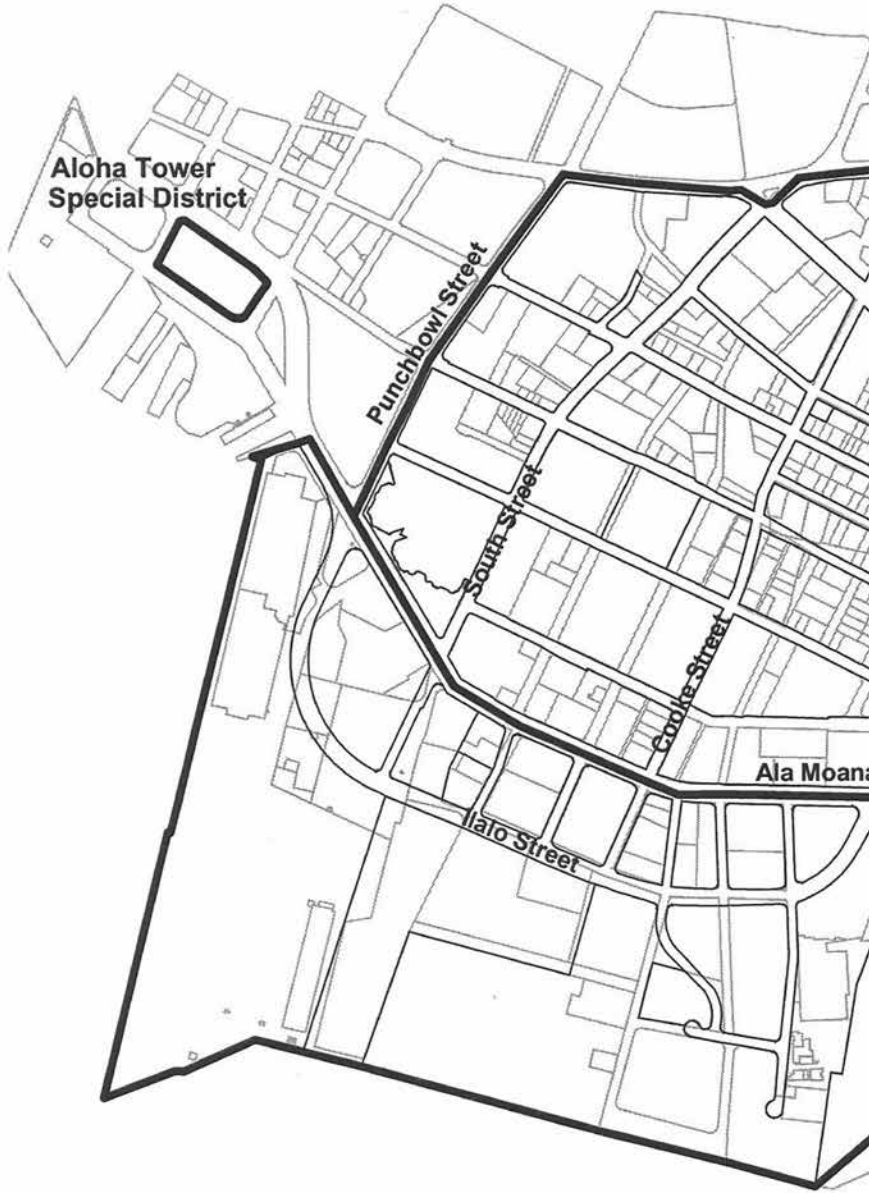 Aloha Tower
Special District
Punchbowl Street
South Street
Cooke Street
Ala Moana
Ilalo Street